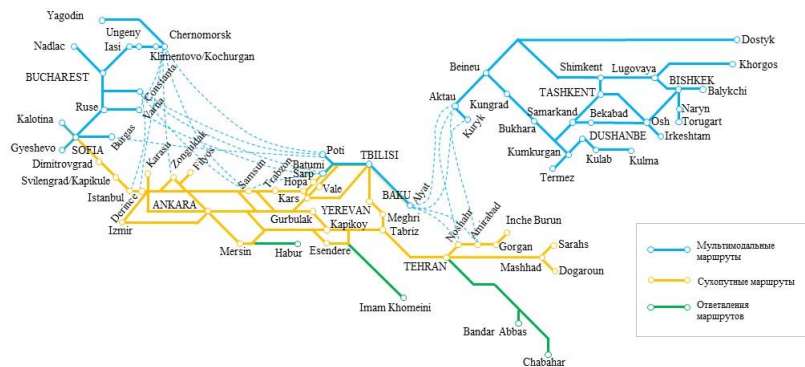 Yagodin
Chernomorsk
Ungeny
Nadlac
Iasi
Klimentovo/Kochurgan
BUCHAREST
Constanta
Varna
Ruse
Kalotina
Burgas
Gyeshevo
SOFIA
Dimitrovgrad
Svilengrad/Kapikule
Istanbul
Derince
Izmir
Karasu
Zonguldak
Filyos
ANKARA
Samsun
Trabzon
Poti
Batumi
Sarp
Hopa
Vale
Kars
TBILISI
BAKU
Alyat
YEREVAN
Gurbulak
Kapikoy
Meghri
Tabriz
Mersin
Habur
Esendere
Imam Khomeini
TEHRAN
Noshahr
Amirabad
Inche Burun
Gorgan
Mashhad
Sarahs
Dogaroun
Bandar Abbas
Chabahar
Dostyk
Beineu
Aktau
Kuryk
Kungrad
Shimkent
Lugovaya
Khorgos
TASHKENT
BISHKEK
Balykchi
Samarkand
Bekabad
Naryn
Torugart
Bukhara
Osh
Irkeshtam
DUSHANBE
Kumkurgan
Kulab
Kulma
Termez
Мультимодальные
маршруты
Сухопутные маршруты
Ответвления
маршрутов